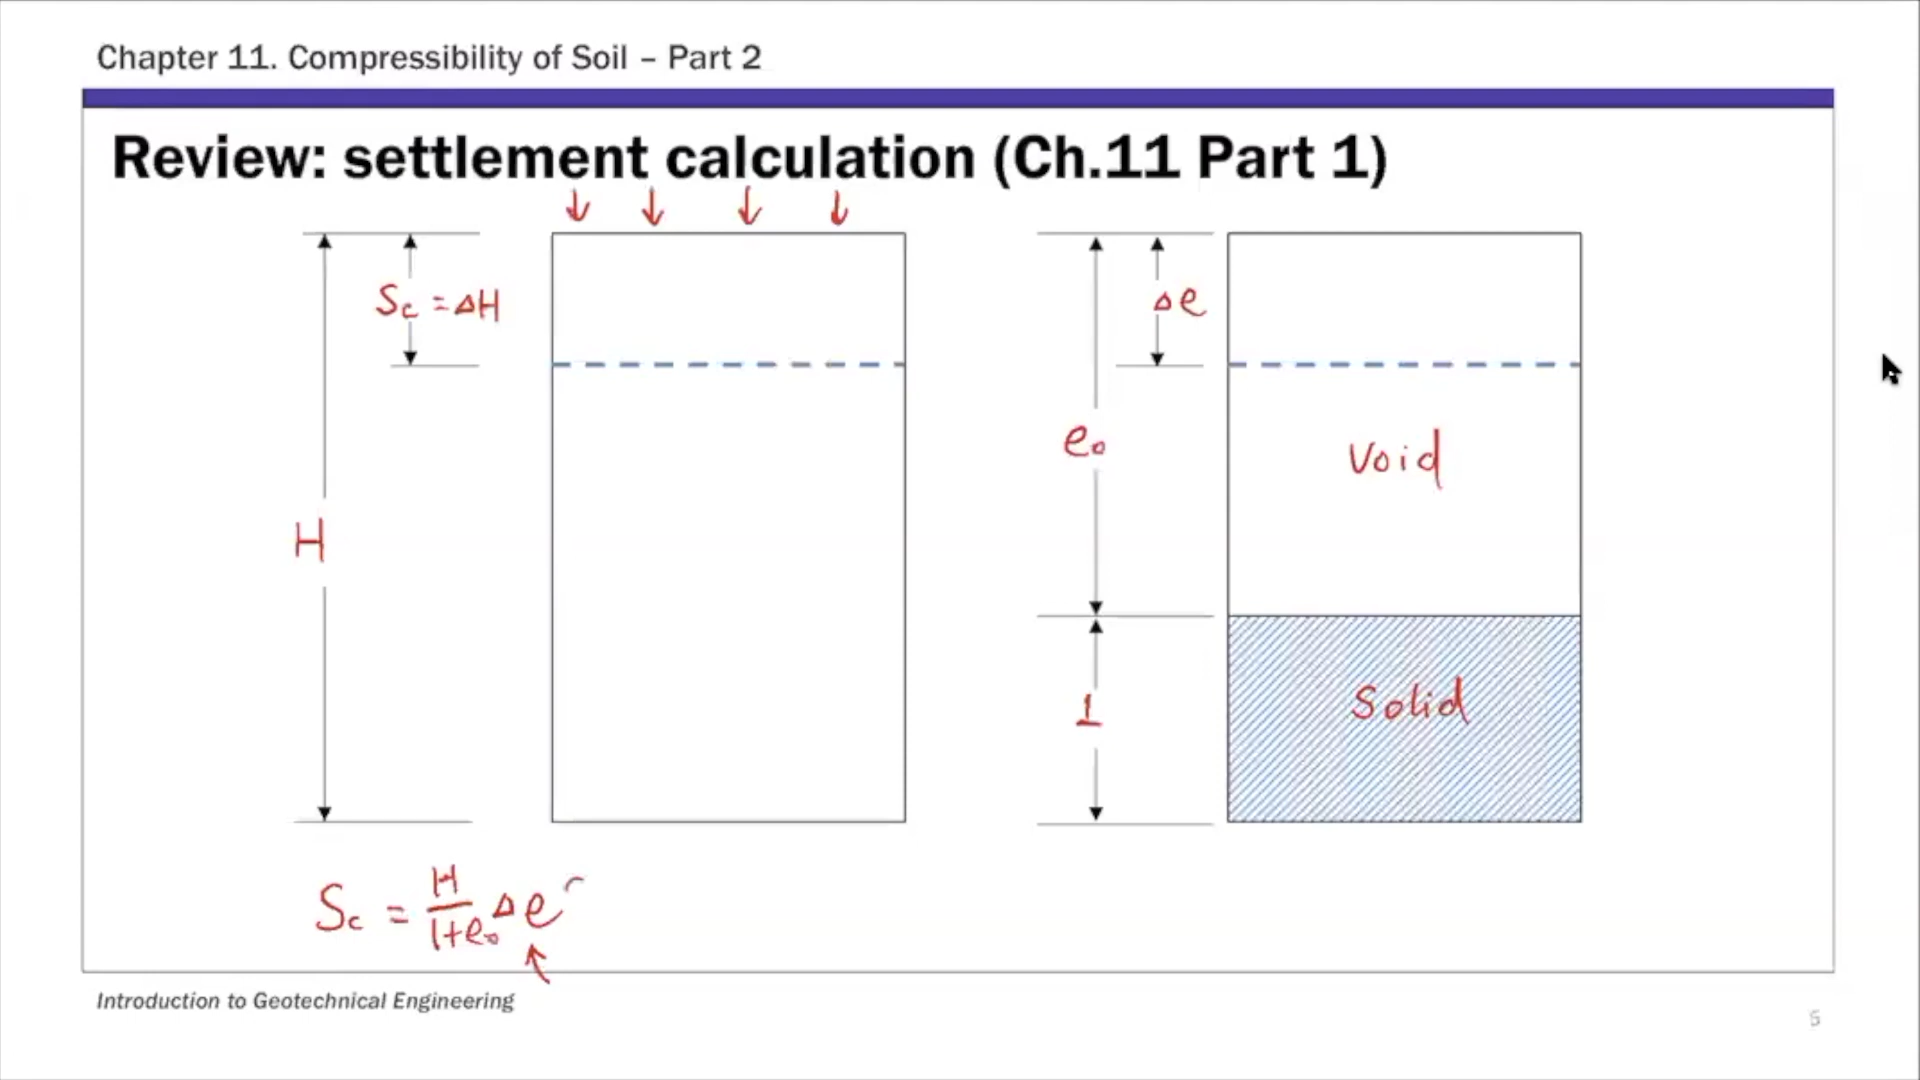 Chapter 11. Compressibility of Soil – Part 2
Review: settlement calculation (Ch.11 Part 1)
Sc = ΔH
H
Δe
e₀
Void
1
Solid
Sc = H/(1+e₀) Δe
Introduction to Geotechnical Engineering
5